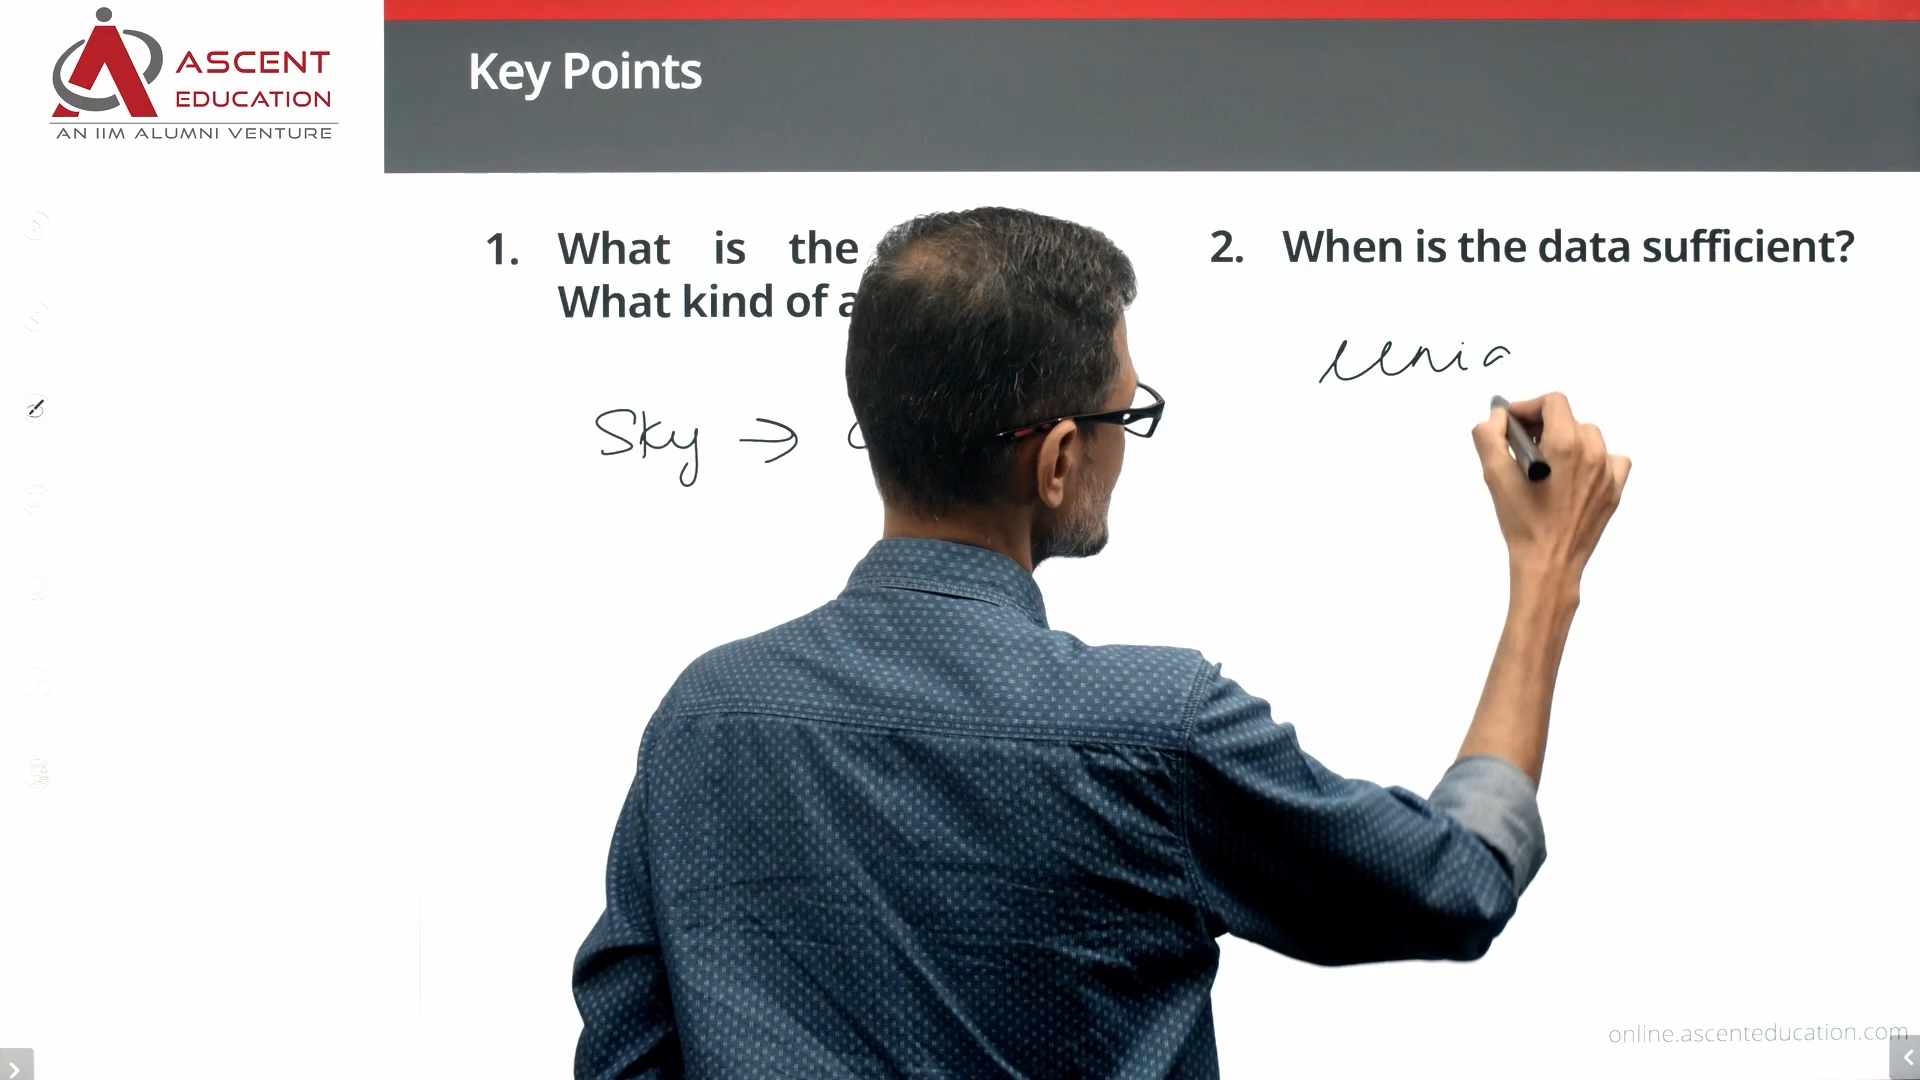 ASCENT
EDUCATION
AN IIM ALUMNI VENTURE
Key Points
1. What is the
What kind of
2. When is the data sufficient?
Sky →
online.ascenteducation.com